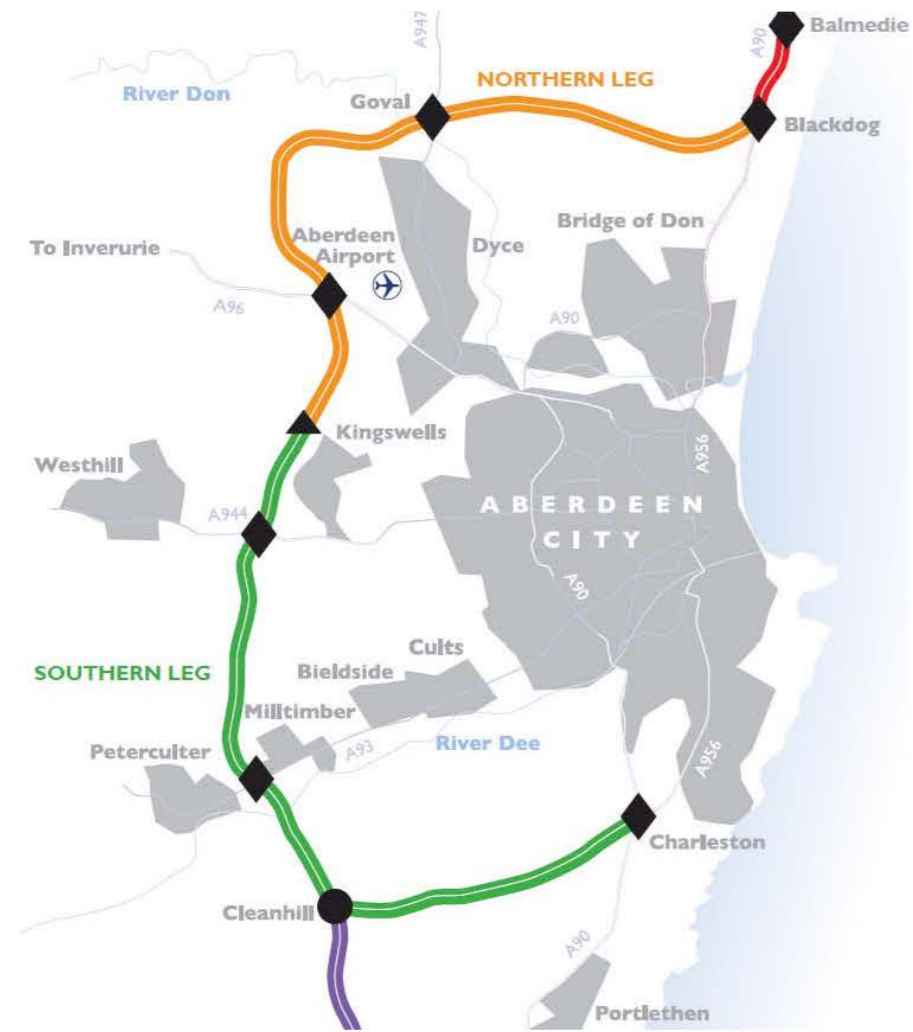 A947
A90
Balmedie
NORTHERN LEG
River Don
Goval
Blackdog
Bridge of Don
To Inverurie
Aberdeen
Airport
Dyce
A96
A90
Kingswells
Westhill
A956
A944
ABERDEEN
CITY
A90
Cults
SOUTHERN LEG
Bieldside
Milltimber
Peterculter
A93
River Dee
A956
Charleston
Cleanhill
A90
Portlethen